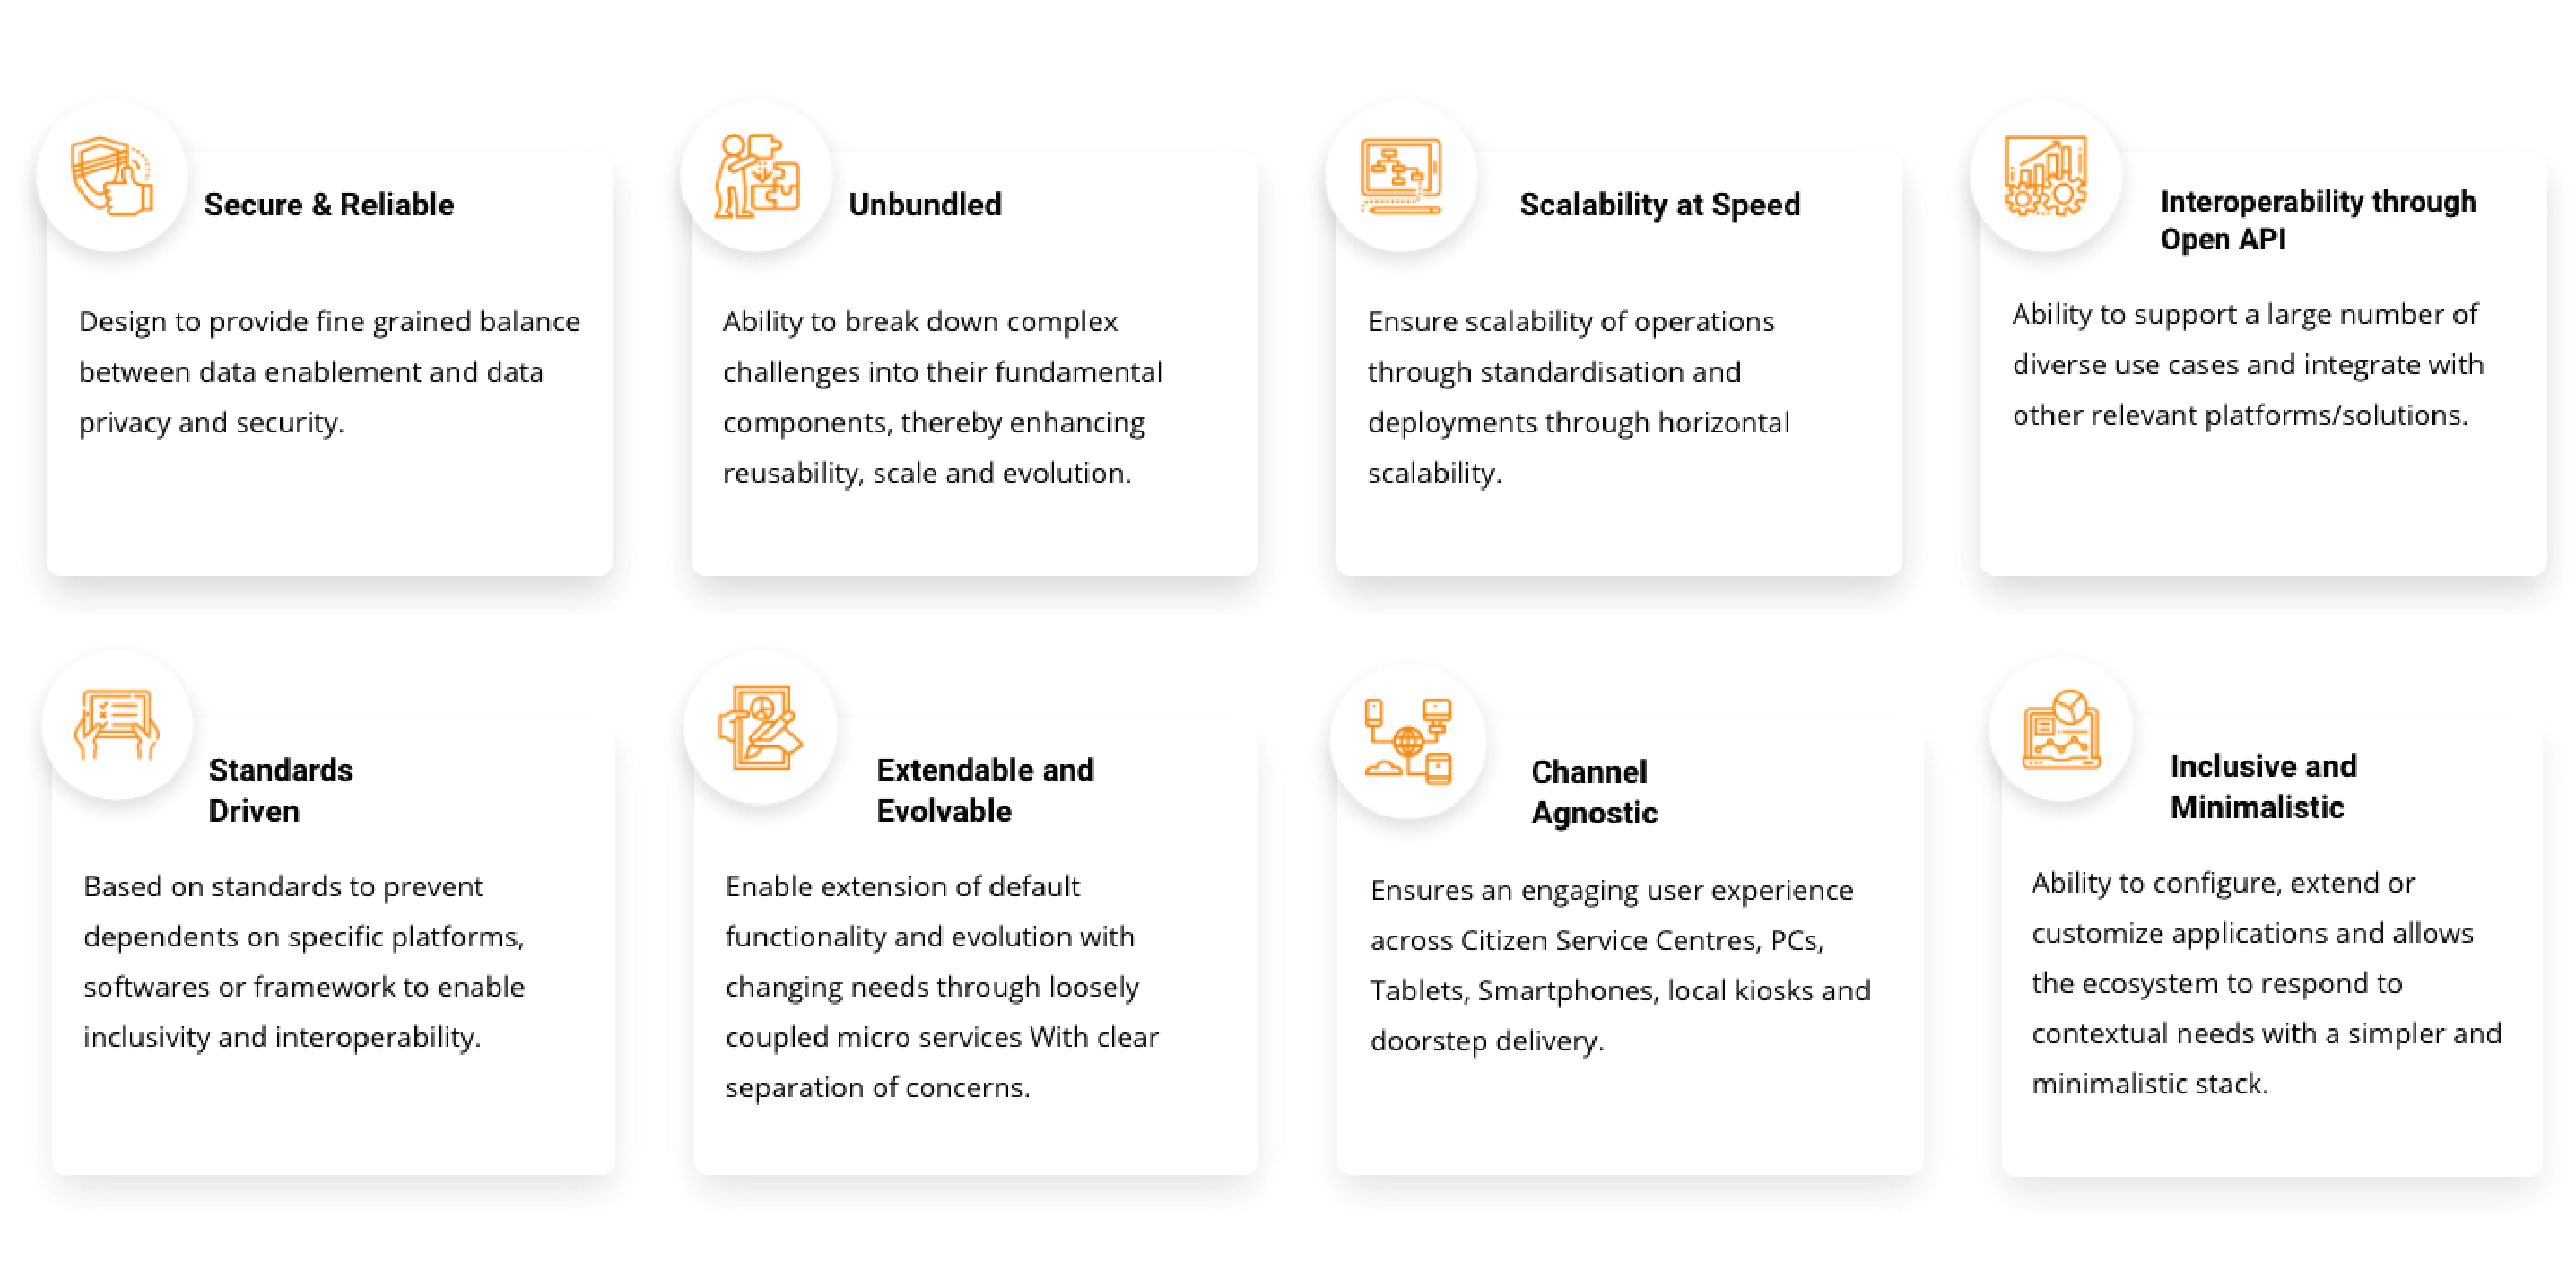 Secure & Reliable
Design to provide fine grained balance
between data enablement and data
privacy and security.
Unbundled
Ability to break down complex
challenges into their fundamental
components, thereby enhancing
reusability, scale and evolution.
Scalability at Speed
Ensure scalability of operations
through standardisation and
deployments through horizontal
scalability.
Interoperability through
Open API
Ability to support a large number of
diverse use cases and integrate with
other relevant platforms/solutions.
Standards
Driven
Based on standards to prevent
dependents on specific platforms,
softwares or framework to enable
inclusivity and interoperability.
Extendable and
Evolvable
Enable extension of default
functionality and evolution with
changing needs through loosely
coupled micro services With clear
separation of concerns.
Channel
Agnostic
Ensures an engaging user experience
across Citizen Service Centres, PCs,
Tablets, Smartphones, local kiosks and
doorstep delivery.
Inclusive and
Minimalistic
Ability to configure, extend or
customize applications and allows
the ecosystem to respond to
contextual needs with a simpler and
minimalistic stack.